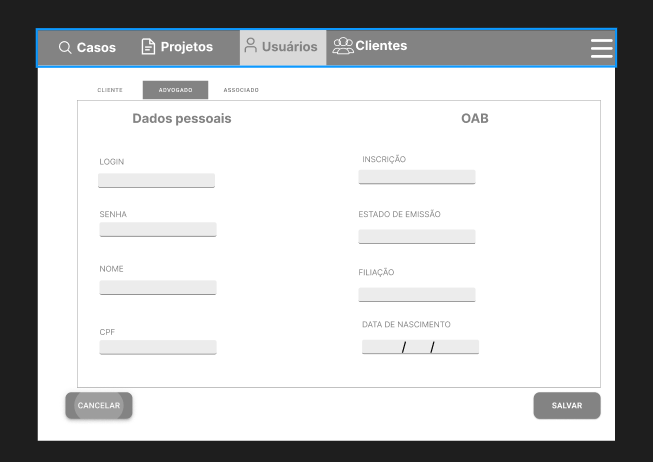 Casos Projetos Usuários Clientes
CLIENTE ADVOGADO ASSOCIADO
Dados pessoais OAB
LOGIN INSCRIÇÃO
SENHA ESTADO DE EMISSÃO
NOME FILIAÇÃO
CPF DATA DE NASCIMENTO
/ /
CANCELAR SALVAR